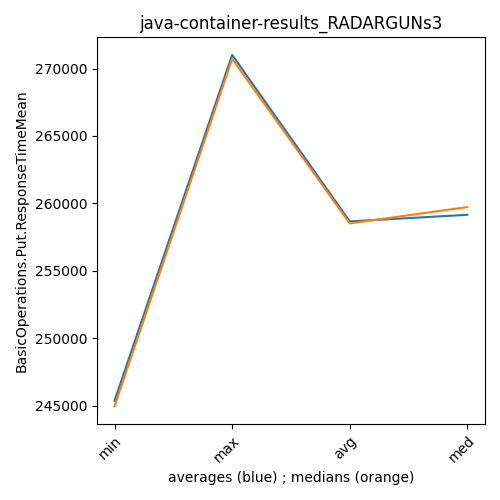 java-container-results_RADARGUNs3
270000
265000
260000
255000
250000
245000
BasicOperations.Put.ResponseTimeMean
min
max
avg
med
averages (blue) ; medians (orange)